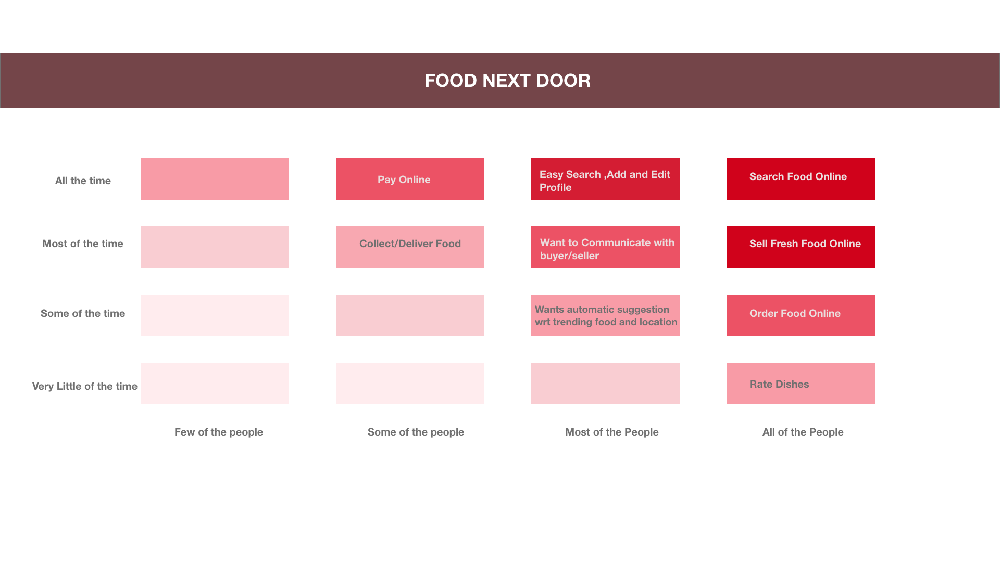 FOOD NEXT DOOR
All the time
Pay Online
Easy Search ,Add and Edit
Profile
Search Food Online
Most of the time
Collect/Deliver Food
Want to Communicate with
buyer/seller
Sell Fresh Food Online
Some of the time
Wants automatic suggestion
wrt trending food and location
Order Food Online
Very Little of the time
Rate Dishes
Few of the people
Some of the people
Most of the People
All of the People